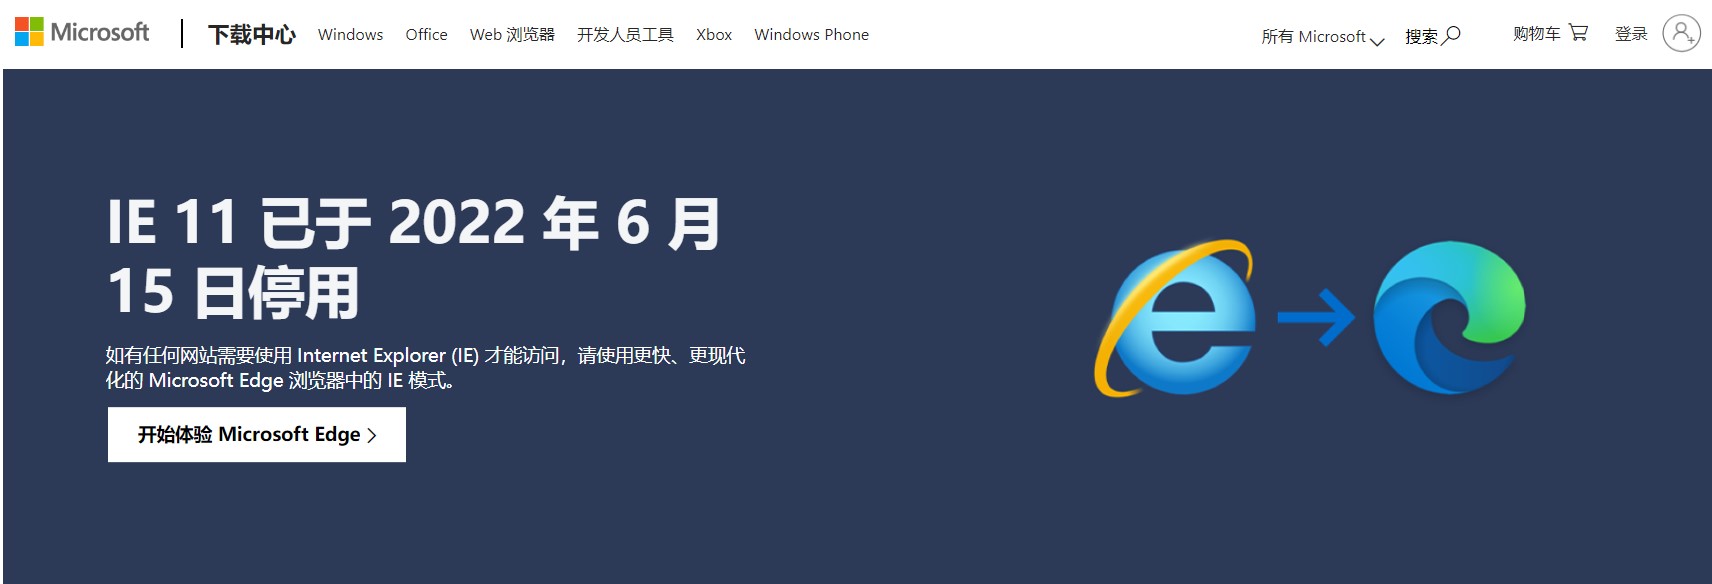 Microsoft 下载中心 Windows Office Web 浏览器 开发人员工具 Xbox Windows Phone 所有 Microsoft 搜索 购物车 登录
IE 11 已于 2022 年 6 月
15 日停用
如有任何网站需要使用 Internet Explorer (IE) 才能访问，请使用更快、更现代
化的 Microsoft Edge 浏览器中的 IE 模式。
开始体验 Microsoft Edge